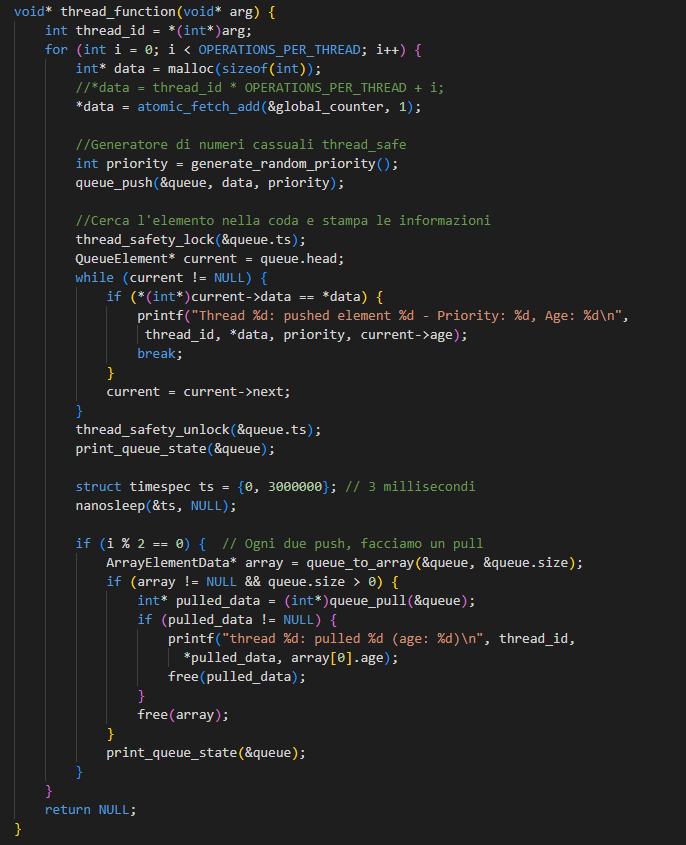 void* thread_function(void* arg) {
int thread_id = *(int*)arg;
for (int i = 0; i < OPERATIONS_PER_THREAD; i++) {
int* data = malloc(sizeof(int));
//*data = thread_id * OPERATIONS_PER_THREAD + i;
*data = atomic_fetch_add(&global_counter, 1);
//Generatore di numeri cassuali thread_safe
int priority = generate_random_priority();
queue_push(&queue, data, priority);
//Cerca l'elemento nella coda e stampa le informazioni
thread_safety_lock(&queue.ts);
QueueElement* current = queue.head;
while (current != NULL) {
if (*(int*)current->data == *data) {
printf("Thread %d: pushed element %d - Priority: %d, Age: %d\n",
thread_id, *data, priority, current->age);
break;
}
current = current->next;
}
thread_safety_unlock(&queue.ts);
print_queue_state(&queue);
struct timespec ts = {0, 3000000}; // 3 millisecondi
nanosleep(&ts, NULL);
if (i % 2 == 0) {  // Ogni due push, facciamo un pull
ArrayElementData* array = queue_to_array(&queue, &queue.size);
if (array != NULL && queue.size > 0) {
int* pulled_data = (int*)queue_pull(&queue);
if (pulled_data != NULL) {
printf("thread %d: pulled %d (age: %d)\n", thread_id,
*pulled_data, array[0].age);
free(pulled_data);
}
free(array);
}
print_queue_state(&queue);
}
}
return NULL;
}